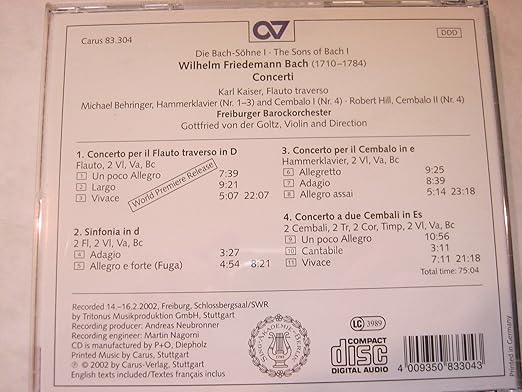 Carus 83.304
DDD
Die Bach-Söhne I · The Sons of Bach I
Wilhelm Friedemann Bach (1710–1784)
Concerti
Karl Kaiser, Flauto traverso
Michael Behringer, Hammerklavier (Nr. 1–3) and Cembalo I (Nr. 4) · Robert Hill, Cembalo II (Nr. 4)
Freiburger Barockorchester
Gottfried von der Goltz, Violin and Direction
1. Concerto per il Flauto traverso in D
Flauto, 2 Vl, Va, Bc
1 Un poco Allegro 7:39
2 Largo 9:21
3 Vivace 5:07 22:07
World Premiere Release
2. Sinfonia in d
2 Fl, 2 Vl, Va, Bc
4 Adagio 3:27
5 Allegro e forte (Fuga) 4:54 8:21
3. Concerto per il Cembalo in e
Hammerklavier, 2 Vl, Va, Bc
6 Allegretto 9:25
7 Adagio 8:39
8 Allegro assai 5:14 23:18
4. Concerto a due Cembali in Es
2 Cembali, 2 Tr, 2 Cor, Timp, 2 Vl, Va, Bc
9 Un poco Allegro 10:56
10 Cantabile 3:11
11 Vivace 7:11 21:18
Total time: 75:04
Recorded 14.–16.2.2002, Freiburg, Schlossbergsaal/SWR
by Tritonus Musikproduktion GmbH, Stuttgart
Recording producer: Andreas Neubronner
Recording engineer: Martin Nagorni
CD is manufactured by P+O, Diepholz
Printed Music by Carus, Stuttgart
℗ © 2002 by Carus-Verlag, Stuttgart
English texts included/Textes français inclus
SING-AKADEMIE
LC 3989
COMPACT
disc
DIGITAL AUDIO
4 009350 833043
Printed in Germany